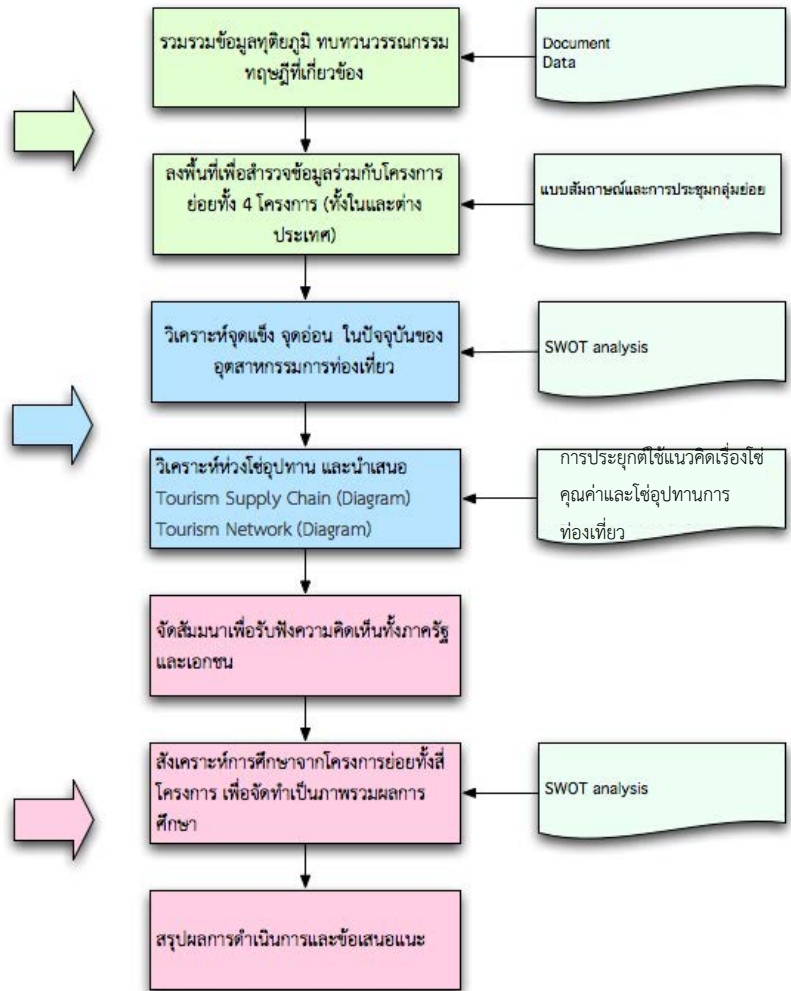 รวมรวมข้อมูลทุติยภูมิ ทบทวนวรรณกรรม
ทฤษฎีที่เกี่ยวข้อง
Document
Data
ลงพื้นที่เพื่อสำรวจข้อมูลร่วมกับโครงการ
ย่อยทั้ง 4 โครงการ (ทั้งในและต่าง
ประเทศ)
แบบสัมภาษณ์และการประชุมกลุ่มย่อย
วิเคราะห์จุดแข็ง จุดอ่อน ในปัจจุบันของ
อุตสาหกรรมการท่องเที่ยว
SWOT analysis
วิเคราะห์ห่วงโซ่อุปทาน และนำเสนอ
Tourism Supply Chain (Diagram)
Tourism Network (Diagram)
การประยุกต์ใช้แนวคิดเรื่องโซ่
คุณค่าและโซ่อุปทานการ
ท่องเที่ยว
จัดสัมมนาเพื่อรับฟังความคิดเห็นทั้งภาครัฐ
และเอกชน
สังเคราะห์การศึกษาจากโครงการย่อยทั้งสี่
โครงการ เพื่อจัดทำเป็นภาพรวมผลการ
ศึกษา
SWOT analysis
สรุปผลการดำเนินการและข้อเสนอแนะ